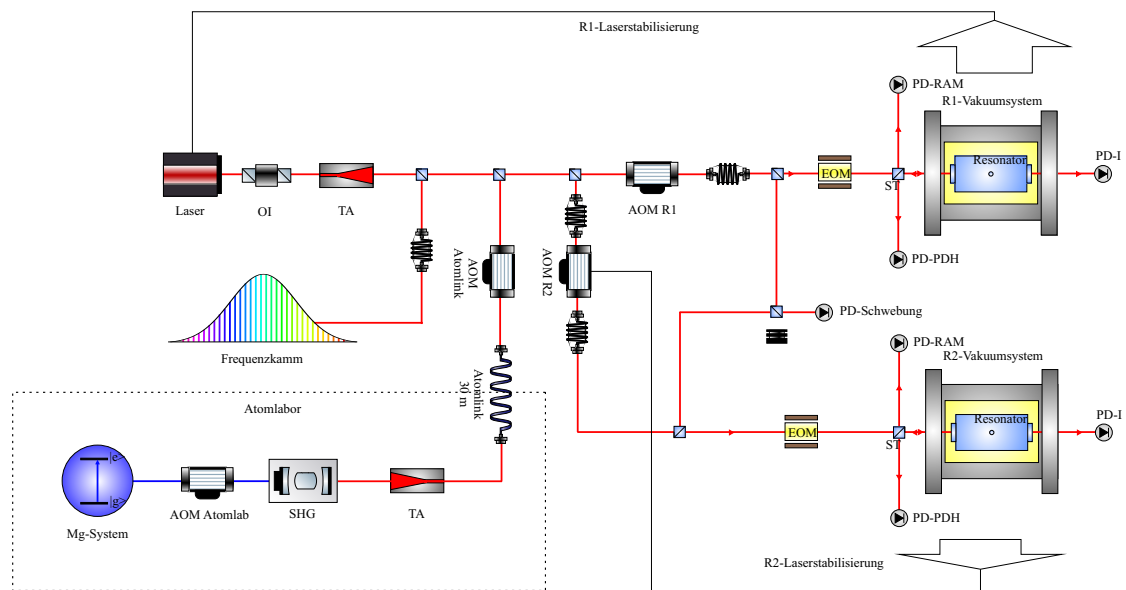 R1-Laserstabilisierung
PD-RAM
R1-Vakuumsystem
PD-I
Resonator
EOM
ST
Laser
OI
TA
AOM R1
PD-PDH
AOM
Atomlink
AOM R2
PD-Schwebung
Frequenzkamm
PD-RAM
R2-Vakuumsystem
Atomlink
30 m
Atomlabor
PD-I
Resonator
EOM
ST
|e>
|g>
Mg-System
AOM Atomlab
SHG
TA
PD-PDH
R2-Laserstabilisierung